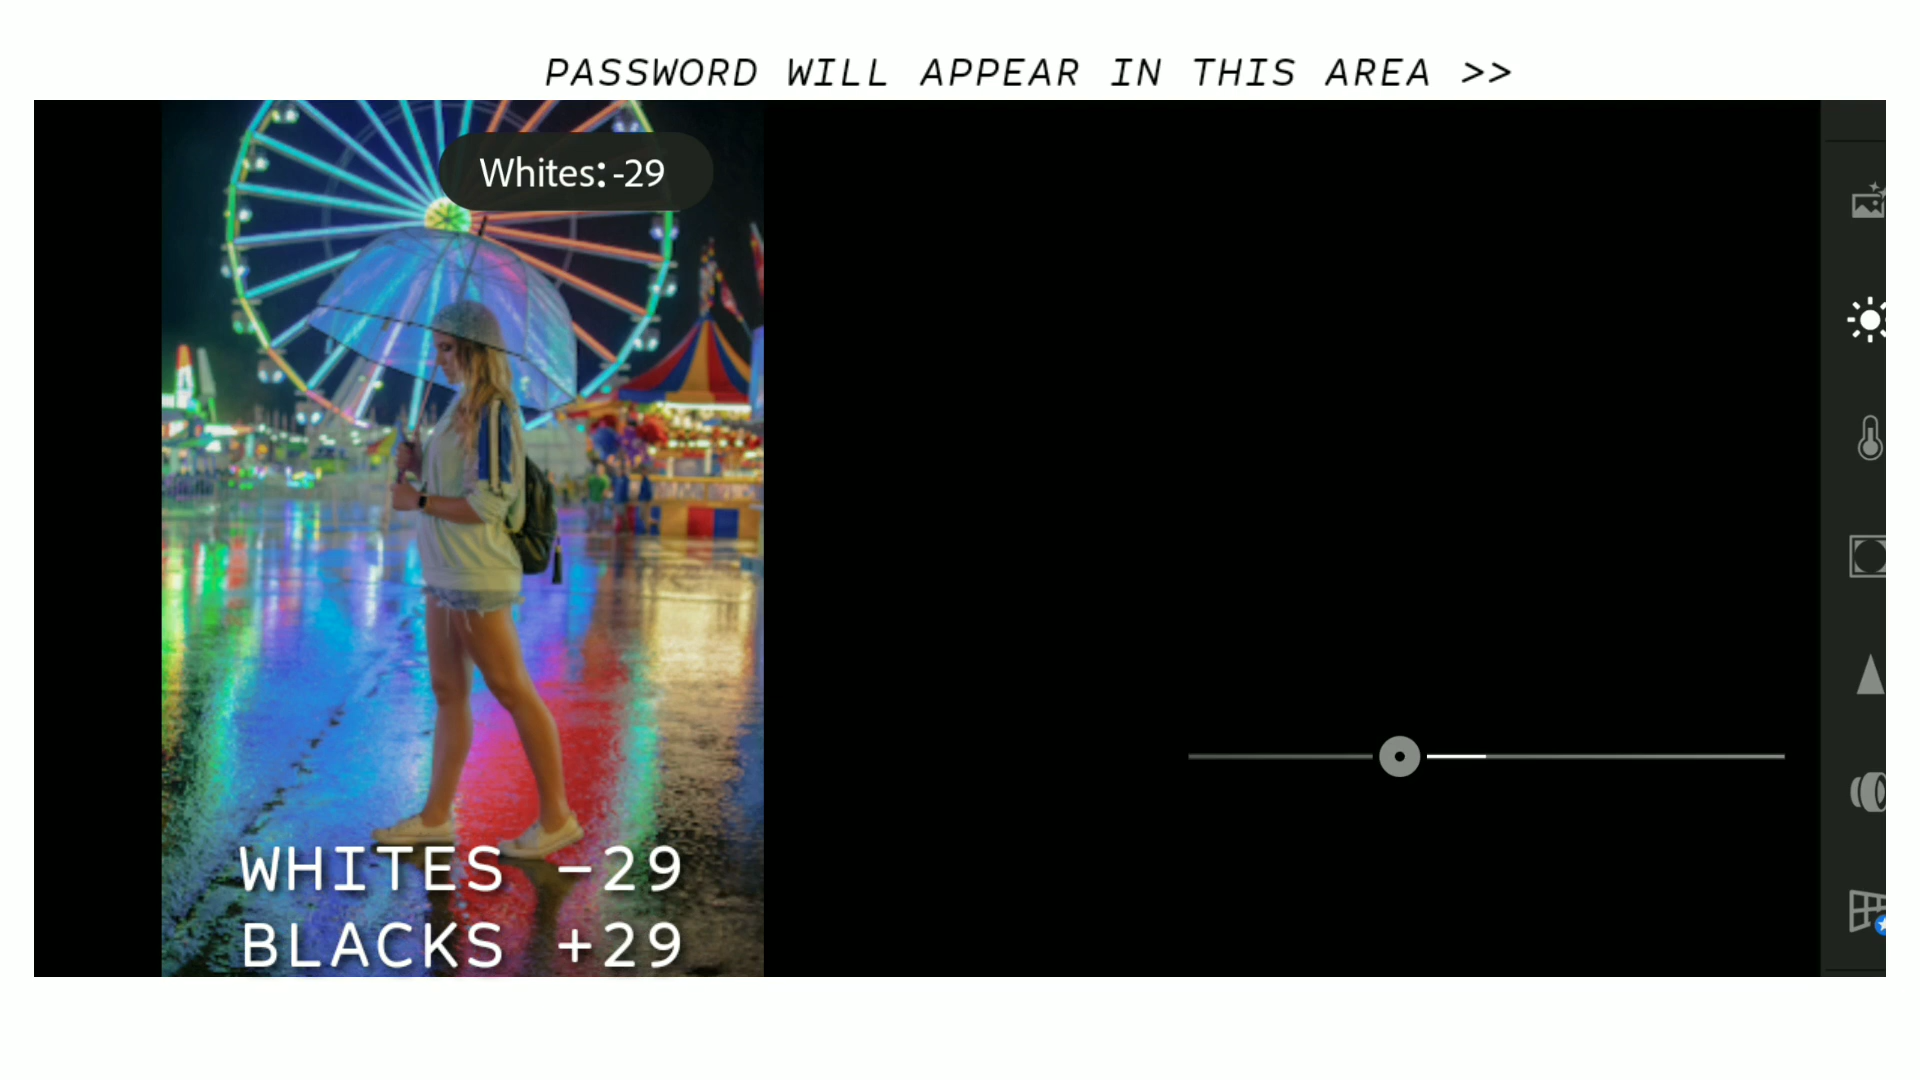 PASSWORD WILL APPEAR IN THIS AREA >>
Whites: -29
WHITES -29
BLACKS +29